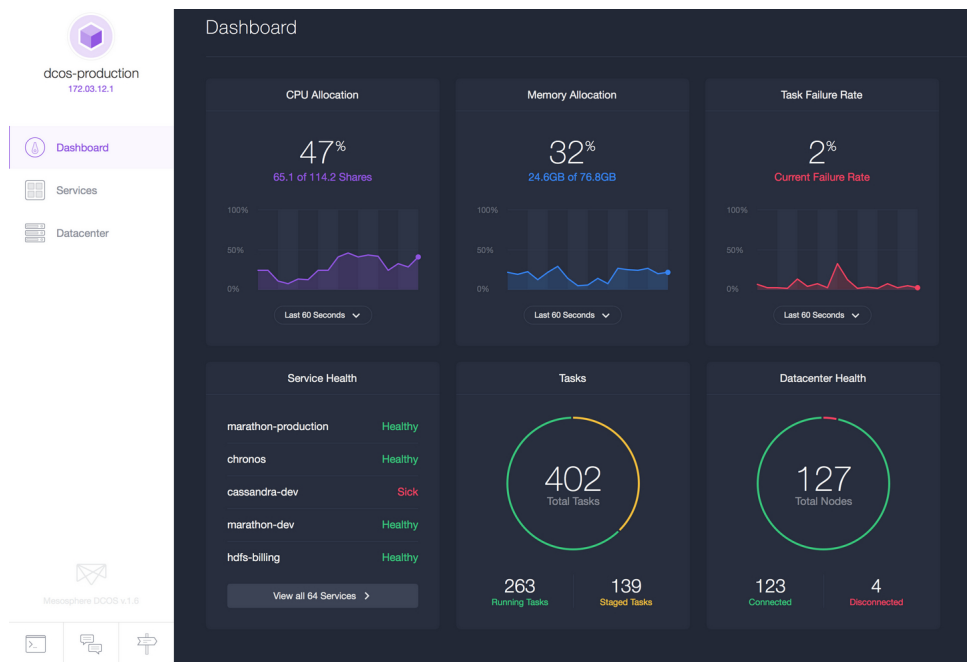 dcos-production
172.03.12.1
Dashboard
Services
Datacenter
Mesosphere DCOS v.1.6
Dashboard
CPU Allocation
47%
65.1 of 114.2 Shares
100%
50%
0%
Last 60 Seconds
Memory Allocation
32%
24.6GB of 76.8GB
100%
50%
0%
Last 60 Seconds
Task Failure Rate
2%
Current Failure Rate
100%
50%
0%
Last 60 Seconds
Service Health
marathon-production Healthy
chronos Healthy
cassandra-dev Sick
marathon-dev Healthy
hdfs-billing Healthy
View all 64 Services >
Tasks
402
Total Tasks
263 139
Running Tasks Staged Tasks
Datacenter Health
127
Total Nodes
123 4
Connected Disconnected